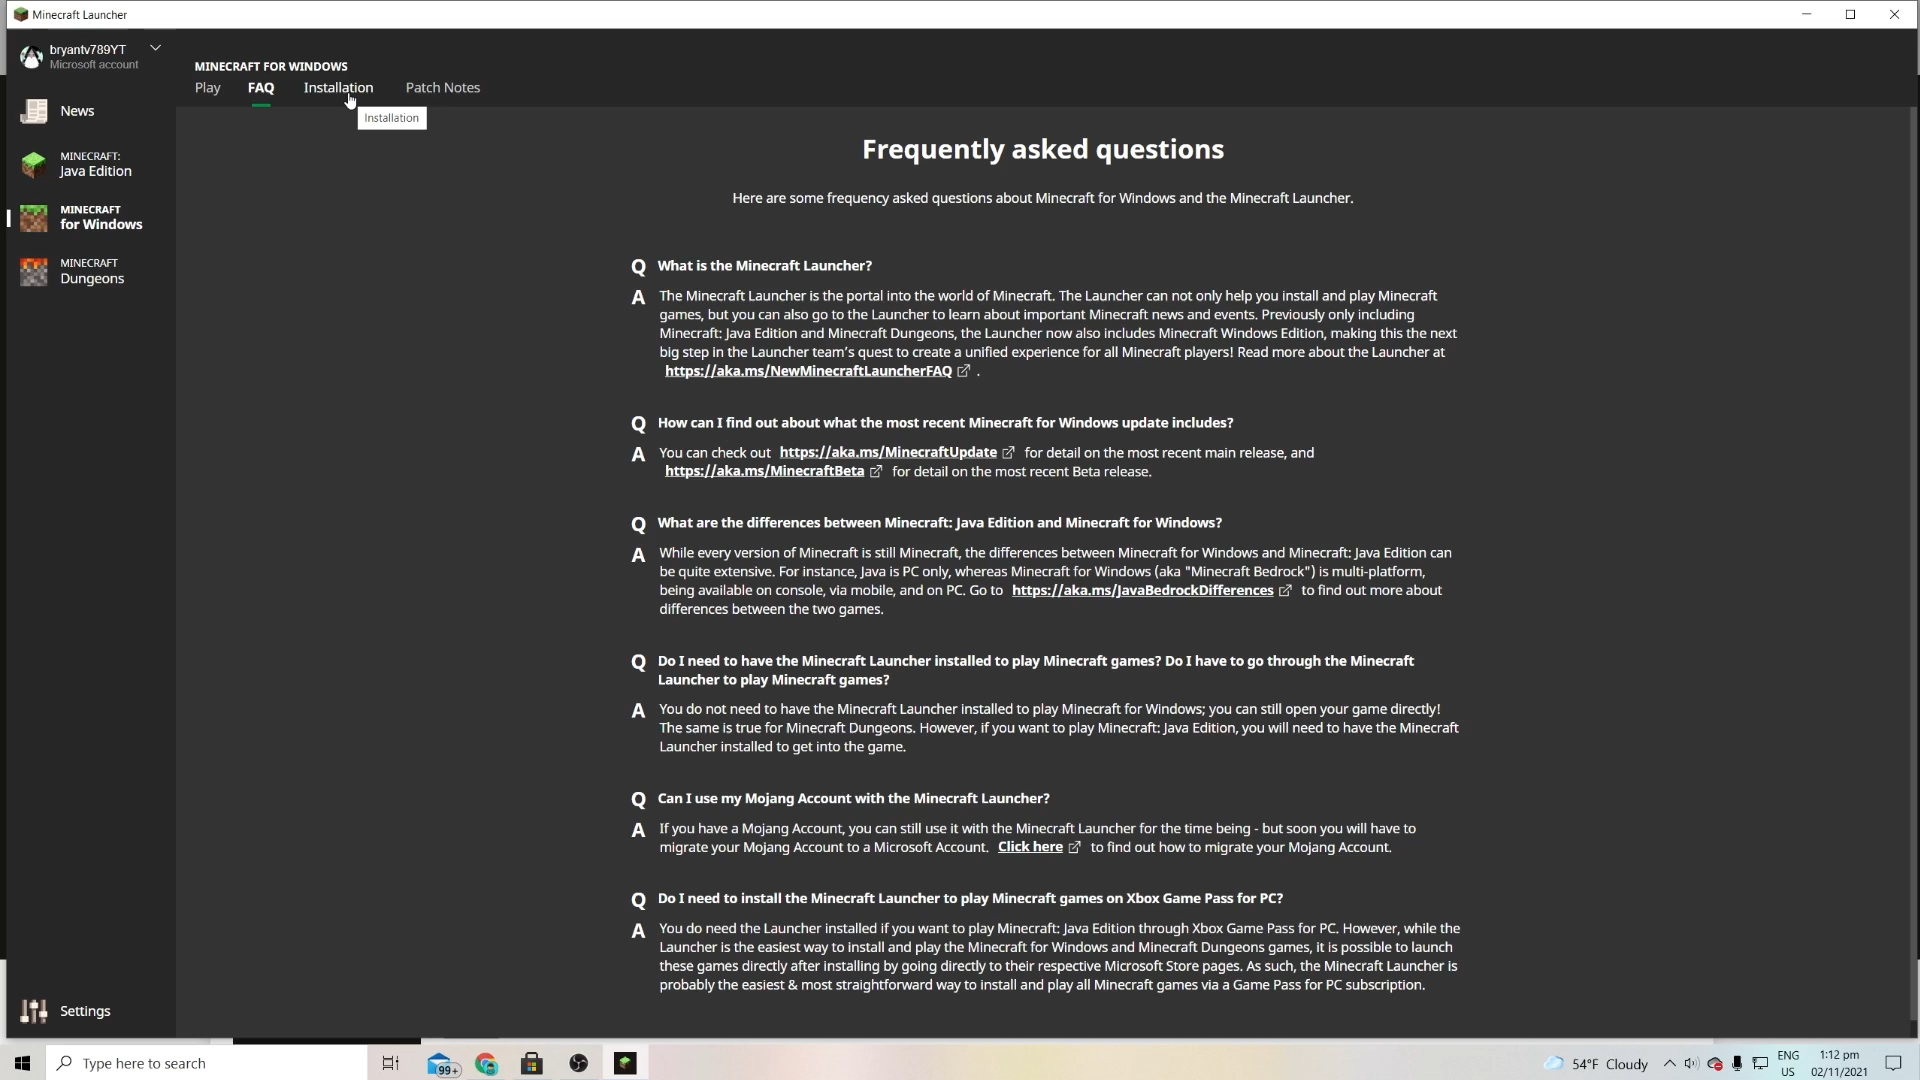 Minecraft Launcher
bryantv789YT
Microsoft account
News
MINECRAFT:
Java Edition
MINECRAFT
for Windows
MINECRAFT
Dungeons
Settings
MINECRAFT FOR WINDOWS
Play FAQ Installation Patch Notes
Installation
Frequently asked questions
Here are some frequency asked questions about Minecraft for Windows and the Minecraft Launcher.
Q What is the Minecraft Launcher?
A The Minecraft Launcher is the portal into the world of Minecraft. The Launcher can not only help you install and play Minecraft
games, but you can also go to the Launcher to learn about important Minecraft news and events. Previously only including
Minecraft: Java Edition and Minecraft Dungeons, the Launcher now also includes Minecraft Windows Edition, making this the next
big step in the Launcher team's quest to create a unified experience for all Minecraft players! Read more about the Launcher at
https://aka.ms/NewMinecraftLauncherFAQ .
Q How can I find out about what the most recent Minecraft for Windows update includes?
A You can check out https://aka.ms/MinecraftUpdate for detail on the most recent main release, and
https://aka.ms/MinecraftBeta for detail on the most recent Beta release.
Q What are the differences between Minecraft: Java Edition and Minecraft for Windows?
A While every version of Minecraft is still Minecraft, the differences between Minecraft for Windows and Minecraft: Java Edition can
be quite extensive. For instance, Java is PC only, whereas Minecraft for Windows (aka "Minecraft Bedrock") is multi-platform,
being available on console, via mobile, and on PC. Go to https://aka.ms/JavaBedrockDifferences to find out more about
differences between the two games.
Q Do I need to have the Minecraft Launcher installed to play Minecraft games? Do I have to go through the Minecraft
Launcher to play Minecraft games?
A You do not need to have the Minecraft Launcher installed to play Minecraft for Windows; you can still open your game directly!
The same is true for Minecraft Dungeons. However, if you want to play Minecraft: Java Edition, you will need to have the Minecraft
Launcher installed to get into the game.
Q Can I use my Mojang Account with the Minecraft Launcher?
A If you have a Mojang Account, you can still use it with the Minecraft Launcher for the time being - but soon you will have to
migrate your Mojang Account to a Microsoft Account. Click here to find out how to migrate your Mojang Account.
Q Do I need to install the Minecraft Launcher to play Minecraft games on Xbox Game Pass for PC?
A You do need the Launcher installed if you want to play Minecraft: Java Edition through Xbox Game Pass for PC. However, while the
Launcher is the easiest way to install and play the Minecraft for Windows and Minecraft Dungeons games, it is possible to launch
these games directly after installing by going directly to their respective Microsoft Store pages. As such, the Minecraft Launcher is
probably the easiest & most straightforward way to install and play all Minecraft games via a Game Pass for PC subscription.
Type here to search
99+
54°F Cloudy
ENG
US
1:12 pm
02/11/2021